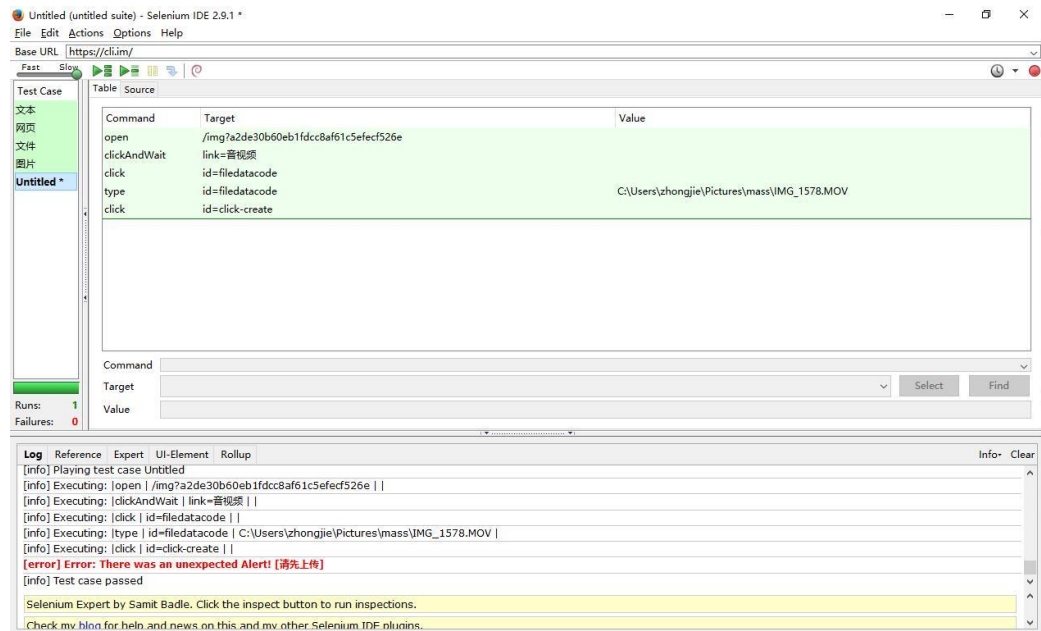 Untitled (untitled suite) - Selenium IDE 2.9.1 *
File Edit Actions Options Help
Base URL https://cli.im/
Fast Slow
Test Case
文本
网页
文件
图片
Untitled *
Table Source
Command Target Value
open /img?a2de30b60eb1fdcc8af61c5efecf526e
clickAndWait link=音视频
click id=filedatacode
type id=filedatacode C:\Users\zhongjie\Pictures\mass\IMG_1578.MOV
click id=click-create
Command
Target Select Find
Value
Runs: 1
Failures: 0
Log Reference Expert UI-Element Rollup Info- Clear
[info] Playing test case Untitled
[info] Executing: |open | /img?a2de30b60eb1fdcc8af61c5efecf526e | |
[info] Executing: |clickAndWait | link=音视频 | |
[info] Executing: |click | id=filedatacode | |
[info] Executing: |type | id=filedatacode | C:\Users\zhongjie\Pictures\mass\IMG_1578.MOV |
[info] Executing: |click | id=click-create | |
[error] Error: There was an unexpected Alert! [请先上传]
[info] Test case passed
Selenium Expert by Samit Badle. Click the inspect button to run inspections.
Check my blog for help and news on this and my other Selenium IDE plugins.